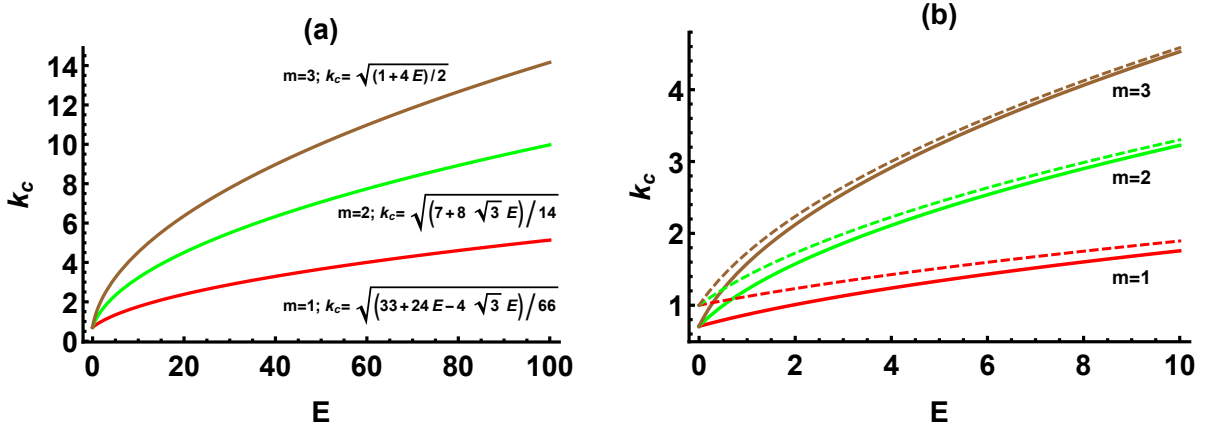 (a)
14
12
10
8
6
4
2
0
k_c
m=3; k_c= √(1+4 E)/2
m=2; k_c= √(7+8 √3 E)/14
m=1; k_c= √(33+24 E−4 √3 E)/66
0 20 40 60 80 100
E
(b)
4
3
2
1
k_c
m=3
m=2
m=1
0 2 4 6 8 10
E